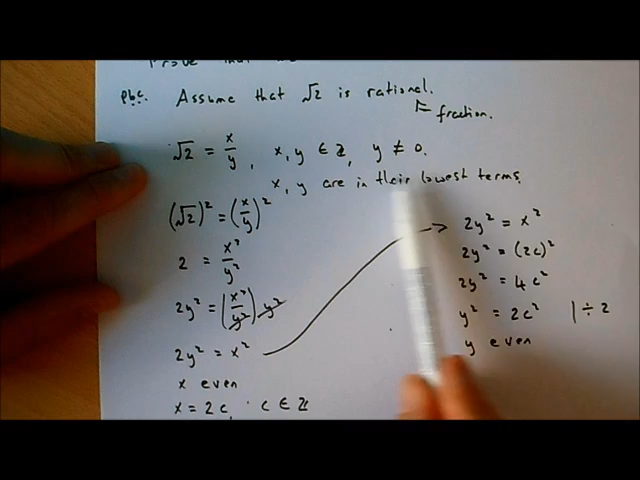 Prove that
pbc. Assume that √2 is rational.
⊢ fraction.
√2 = x/y, x, y ∈ ℤ, y ≠ 0.
x, y are in their lowest terms.
(√2)² = (x/y)²
2 = x²/y²
2y² = (x²/y²) y²
2y² = x²
x even
x = 2c, c ∈ ℤ
2y² = x²
2y² = (2c)²
2y² = 4c²
y² = 2c² | ÷ 2
y even